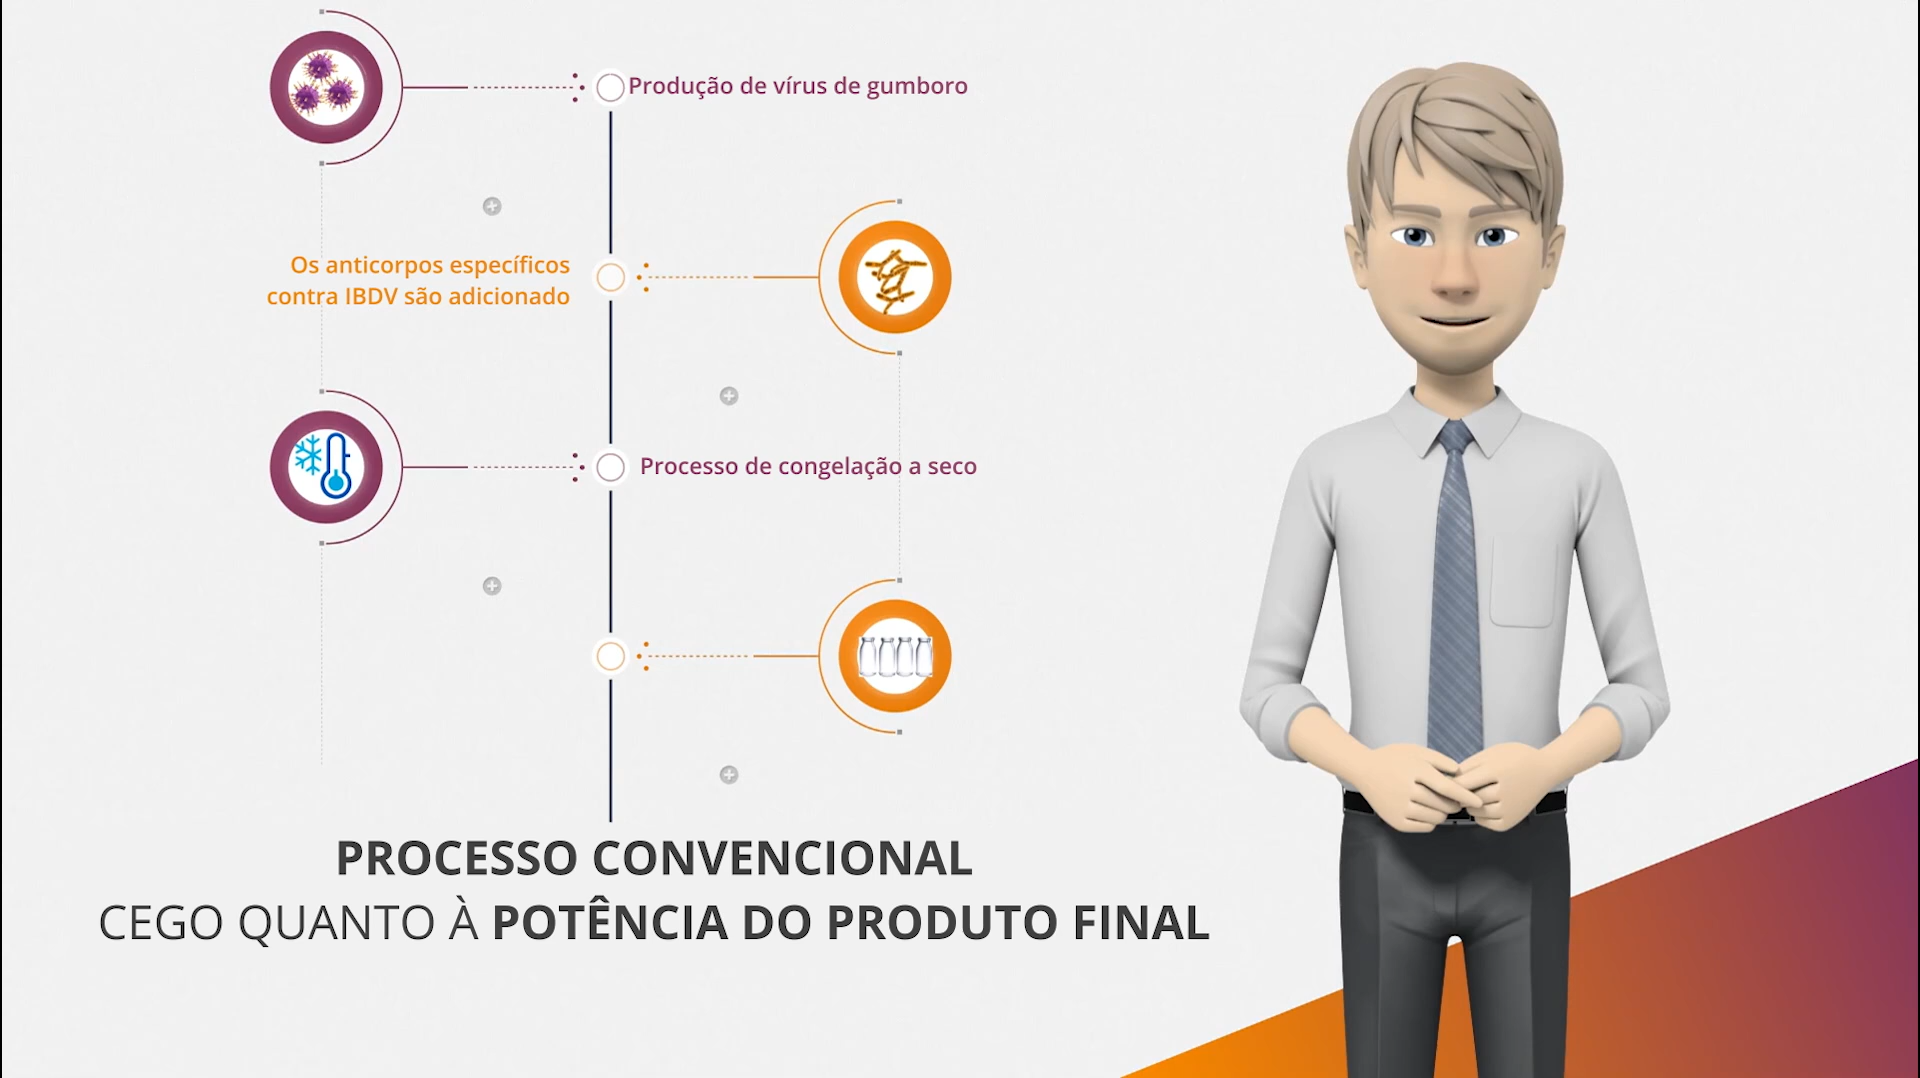 Produção de vírus de gumboro
Os anticorpos específicos
contra IBDV são adicionado
Processo de congelação a seco
PROCESSO CONVENCIONAL
CEGO QUANTO À POTÊNCIA DO PRODUTO FINAL